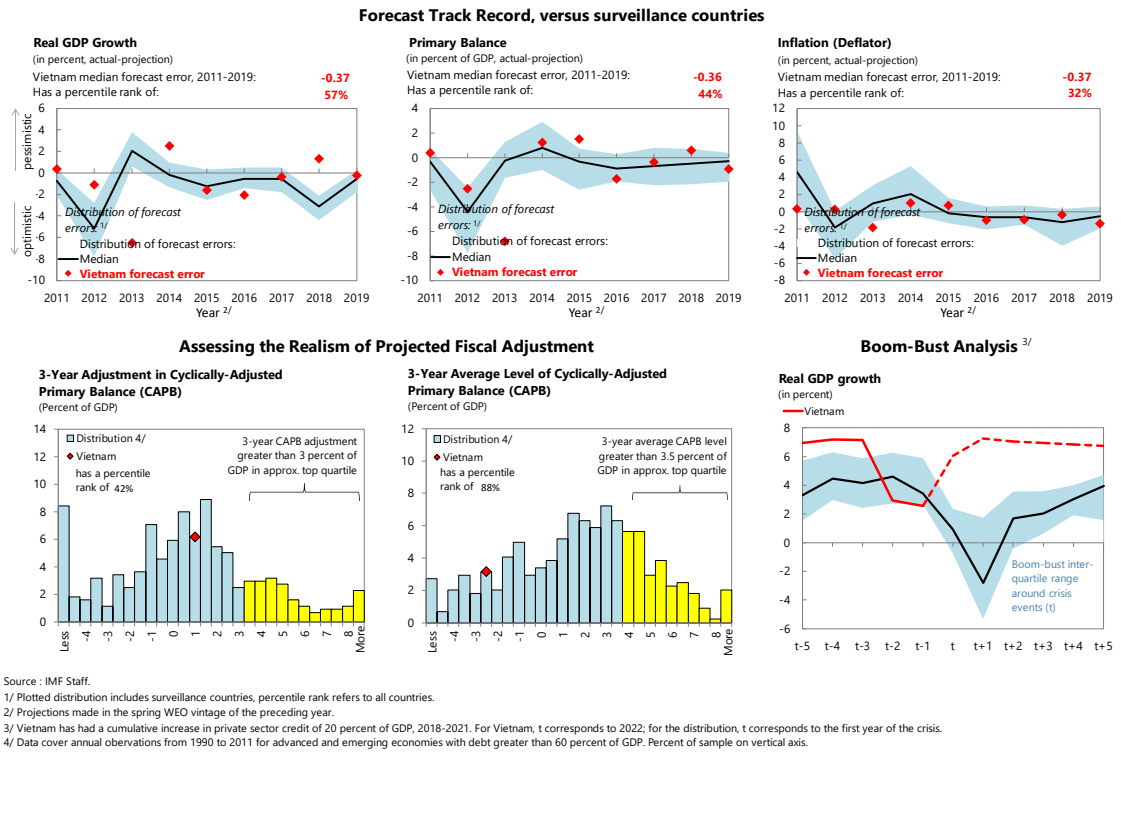 Forecast Track Record, versus surveillance countries
Real GDP Growth
(in percent, actual-projection)
Vietnam median forecast error, 2011-2019: -0.37
Has a percentile rank of: 57%
pessimistic
optimistic
6
4
2
0
-2
-4
-6
-8
-10
Distribution of forecast
errors: 1/
Distribution of forecast errors:
Median
Vietnam forecast error
2011 2012 2013 2014 2015 2016 2017 2018 2019
Year 2/
Primary Balance
(in percent of GDP, actual-projection)
Vietnam median forecast error, 2011-2019: -0.36
Has a percentile rank of: 44%
4
2
0
-2
-4
-6
-8
-10
Distribution of forecast
errors: 1/
Distribution of forecast errors:
Median
Vietnam forecast error
2011 2012 2013 2014 2015 2016 2017 2018 2019
Year 2/
Inflation (Deflator)
(in percent, actual-projection)
Vietnam median forecast error, 2011-2019: -0.37
Has a percentile rank of: 32%
12
10
8
6
4
2
0
-2
-4
-6
-8
Distribution of forecast
errors: 1/
Distribution of forecast errors:
Median
Vietnam forecast error
2011 2012 2013 2014 2015 2016 2017 2018 2019
Year 2/
Assessing the Realism of Projected Fiscal Adjustment
3-Year Adjustment in Cyclically-Adjusted
Primary Balance (CAPB)
(Percent of GDP)
14
12
10
8
6
4
2
0
Distribution 4/
Vietnam
has a percentile
rank of 42%
3-year CAPB adjustment
greater than 3 percent of
GDP in approx. top quartile
Less -4 -3 -2 -1 0 1 2 3 4 5 6 7 8 More
3-Year Average Level of Cyclically-Adjusted
Primary Balance (CAPB)
(Percent of GDP)
12
10
8
6
4
2
0
Distribution 4/
Vietnam
has a percentile
rank of 88%
3-year average CAPB level
greater than 3.5 percent of
GDP in approx. top quartile
Less -4 -3 -2 -1 0 1 2 3 4 5 6 7 8 More
Boom-Bust Analysis 3/
Real GDP growth
(in percent)
Vietnam
8
6
4
2
0
-2
-4
-6
Boom-bust inter-
quartile range
around crisis
events (t)
t-5 t-4 t-3 t-2 t-1 t t+1 t+2 t+3 t+4 t+5
Source : IMF Staff.
1/ Plotted distribution includes surveillance countries, percentile rank refers to all countries.
2/ Projections made in the spring WEO vintage of the preceding year.
3/ Vietnam has had a cumulative increase in private sector credit of 20 percent of GDP, 2018-2021. For Vietnam, t corresponds to 2022; for the distribution, t corresponds to the first year of the crisis.
4/ Data cover annual obervations from 1990 to 2011 for advanced and emerging economies with debt greater than 60 percent of GDP. Percent of sample on vertical axis.